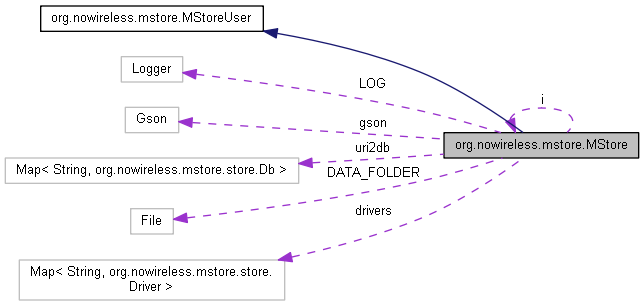 org.nowireless.mstore.MStoreUser
Logger
LOG
i
Gson
gson
org.nowireless.mstore.MStore
uri2db
Map< String, org.nowireless.mstore.store.Db >
DATA_FOLDER
File
drivers
Map< String, org.nowireless.mstore.store.
Driver >